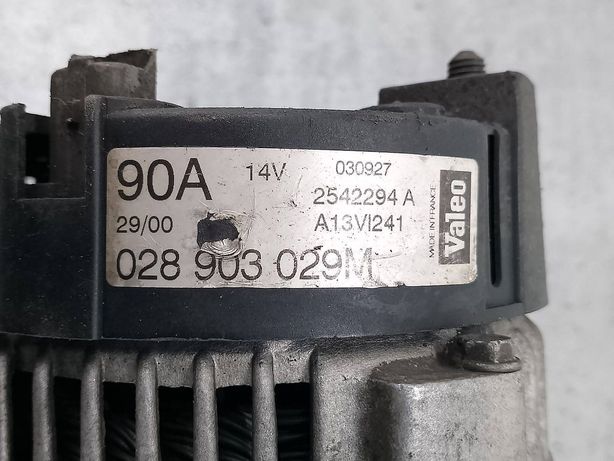 90A 14V 030927
2542294 A
29/00 A13VI241
028 903 029M
MADE IN FRANCE
Valeo